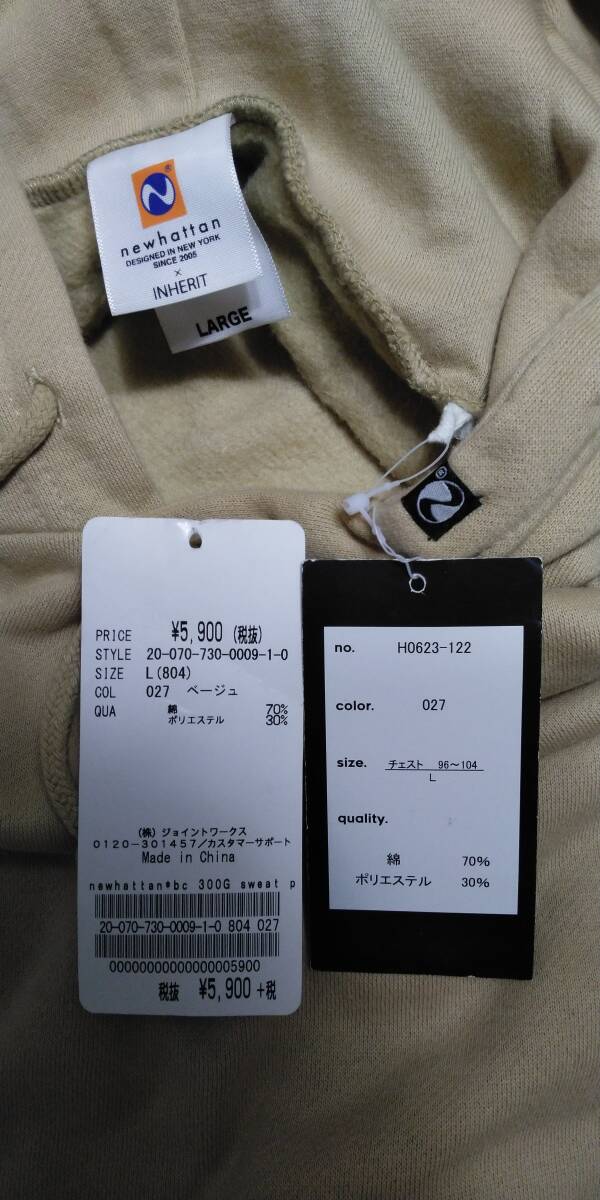 ®
newhattan
DESIGNED IN NEW YORK
SINCE 2005
×
INHERIT
LARGE
®
PRICE ¥5,900 (税抜)
STYLE 20-070-730-0009-1-0
SIZE L(804)
COL 027 ベージュ
QUA 綿 70%
ポリエステル 30%
(株)ジョイントワークス
0120-301457/カスタマーサポート
Made in China
newhattan*bc 300G sweat p
20-070-730-0009-1-0 804 027
00000000000000005900
税抜 ¥5,900 +税
no. H0623-122
color. 027
size. チェスト 96～104
L
quality.
綿 70%
ポリエステル 30%